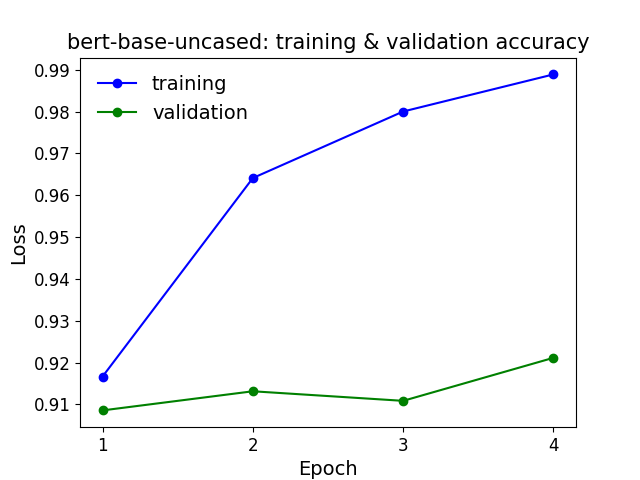 bert-base-uncased: training & validation accuracy
training
validation
Loss
0.99
0.98
0.97
0.96
0.95
0.94
0.93
0.92
0.91
1 2 3 4
Epoch